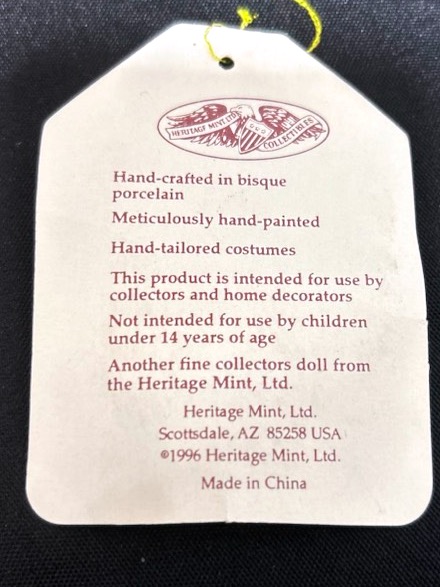 HERITAGE MINT LTD. COLLECTIBLES
Hand-crafted in bisque
porcelain
Meticulously hand-painted
Hand-tailored costumes
This product is intended for use by
collectors and home decorators
Not intended for use by children
under 14 years of age
Another fine collectors doll from
the Heritage Mint, Ltd.
Heritage Mint, Ltd.
Scottsdale, AZ 85258 USA
©1996 Heritage Mint, Ltd.
Made in China